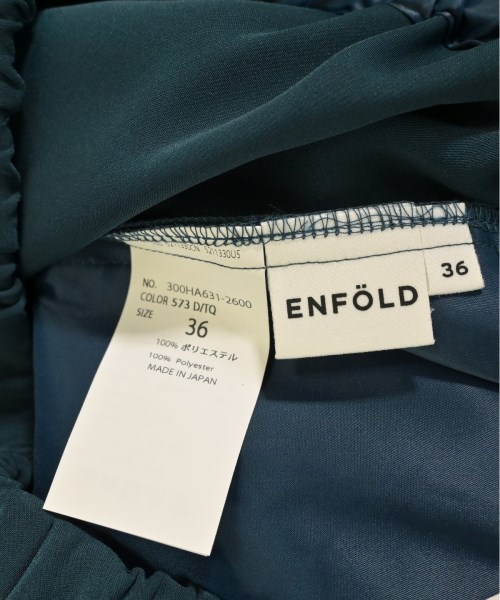 NO. 300HA631-2600
COLOR 573 D/TQ
SIZE 36
100% ポリエステル
100% Polyester
MADE IN JAPAN
ENFÖLD
36